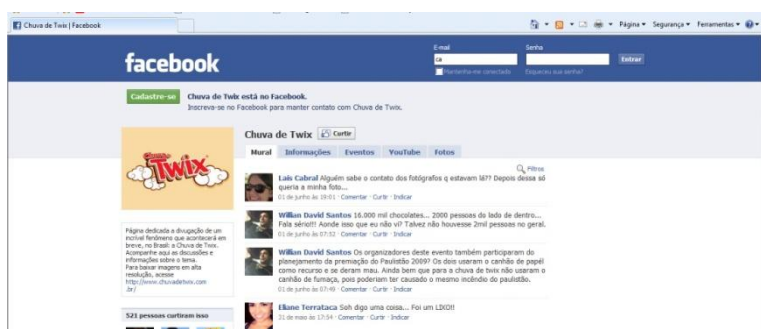 Chuva de Twix | Facebook
Página Segurança Ferramentas
facebook
E-mail
Senha
ca
Entrar
Mantenha-me conectado
Esqueceu sua senha?
Cadastre-se
Chuva de Twix está no Facebook.
Inscreva-se no Facebook para manter contato com Chuva de Twix.
Chuva de Twix
Curtir
Mural Informações Eventos YouTube Fotos
Filtros
Chuva de
TWIX
Página dedicada a divulgação de um
incrível fenômeno que acontecerá em
breve, no Brasil: a Chuva de Twix.
Acompanhe aqui as discussões e
informações sobre o tema.
Para baixar imagens em alta
resolução, acesse
http://www.chuvadetwix.com
.br/
521 pessoas curtiram isso
Laís Cabral Alguém sabe o contato dos fotógrafos q estavam lá?? Depois dessa só
queria a minha foto...
01 de junho às 19:01 · Comentar · Curtir · Indicar
Willian David Santos 16.000 mil chocolates... 2000 pessoas do lado de dentro...
Fala sério!!! Aonde isso que eu não vi? Talvez não houvesse 2mil pessoas no geral.
01 de junho às 07:52 · Comentar · Curtir · Indicar
Willian David Santos Os organizadores deste evento também participaram do
planejamento da premiação do Paulistão 2009? Os dois usaram o canhão de papel
como recurso e se deram mau. Ainda bem que para a chuva de twix não usaram o
canhão de fumaça, pois poderiam ter causado o mesmo incêndio do paulistão.
01 de junho às 07:49 · Comentar · Curtir · Indicar
Eliane Terrataca Soh digo uma coisa... Foi um LIXO!!
31 de maio às 17:54 · Comentar · Curtir · Indicar